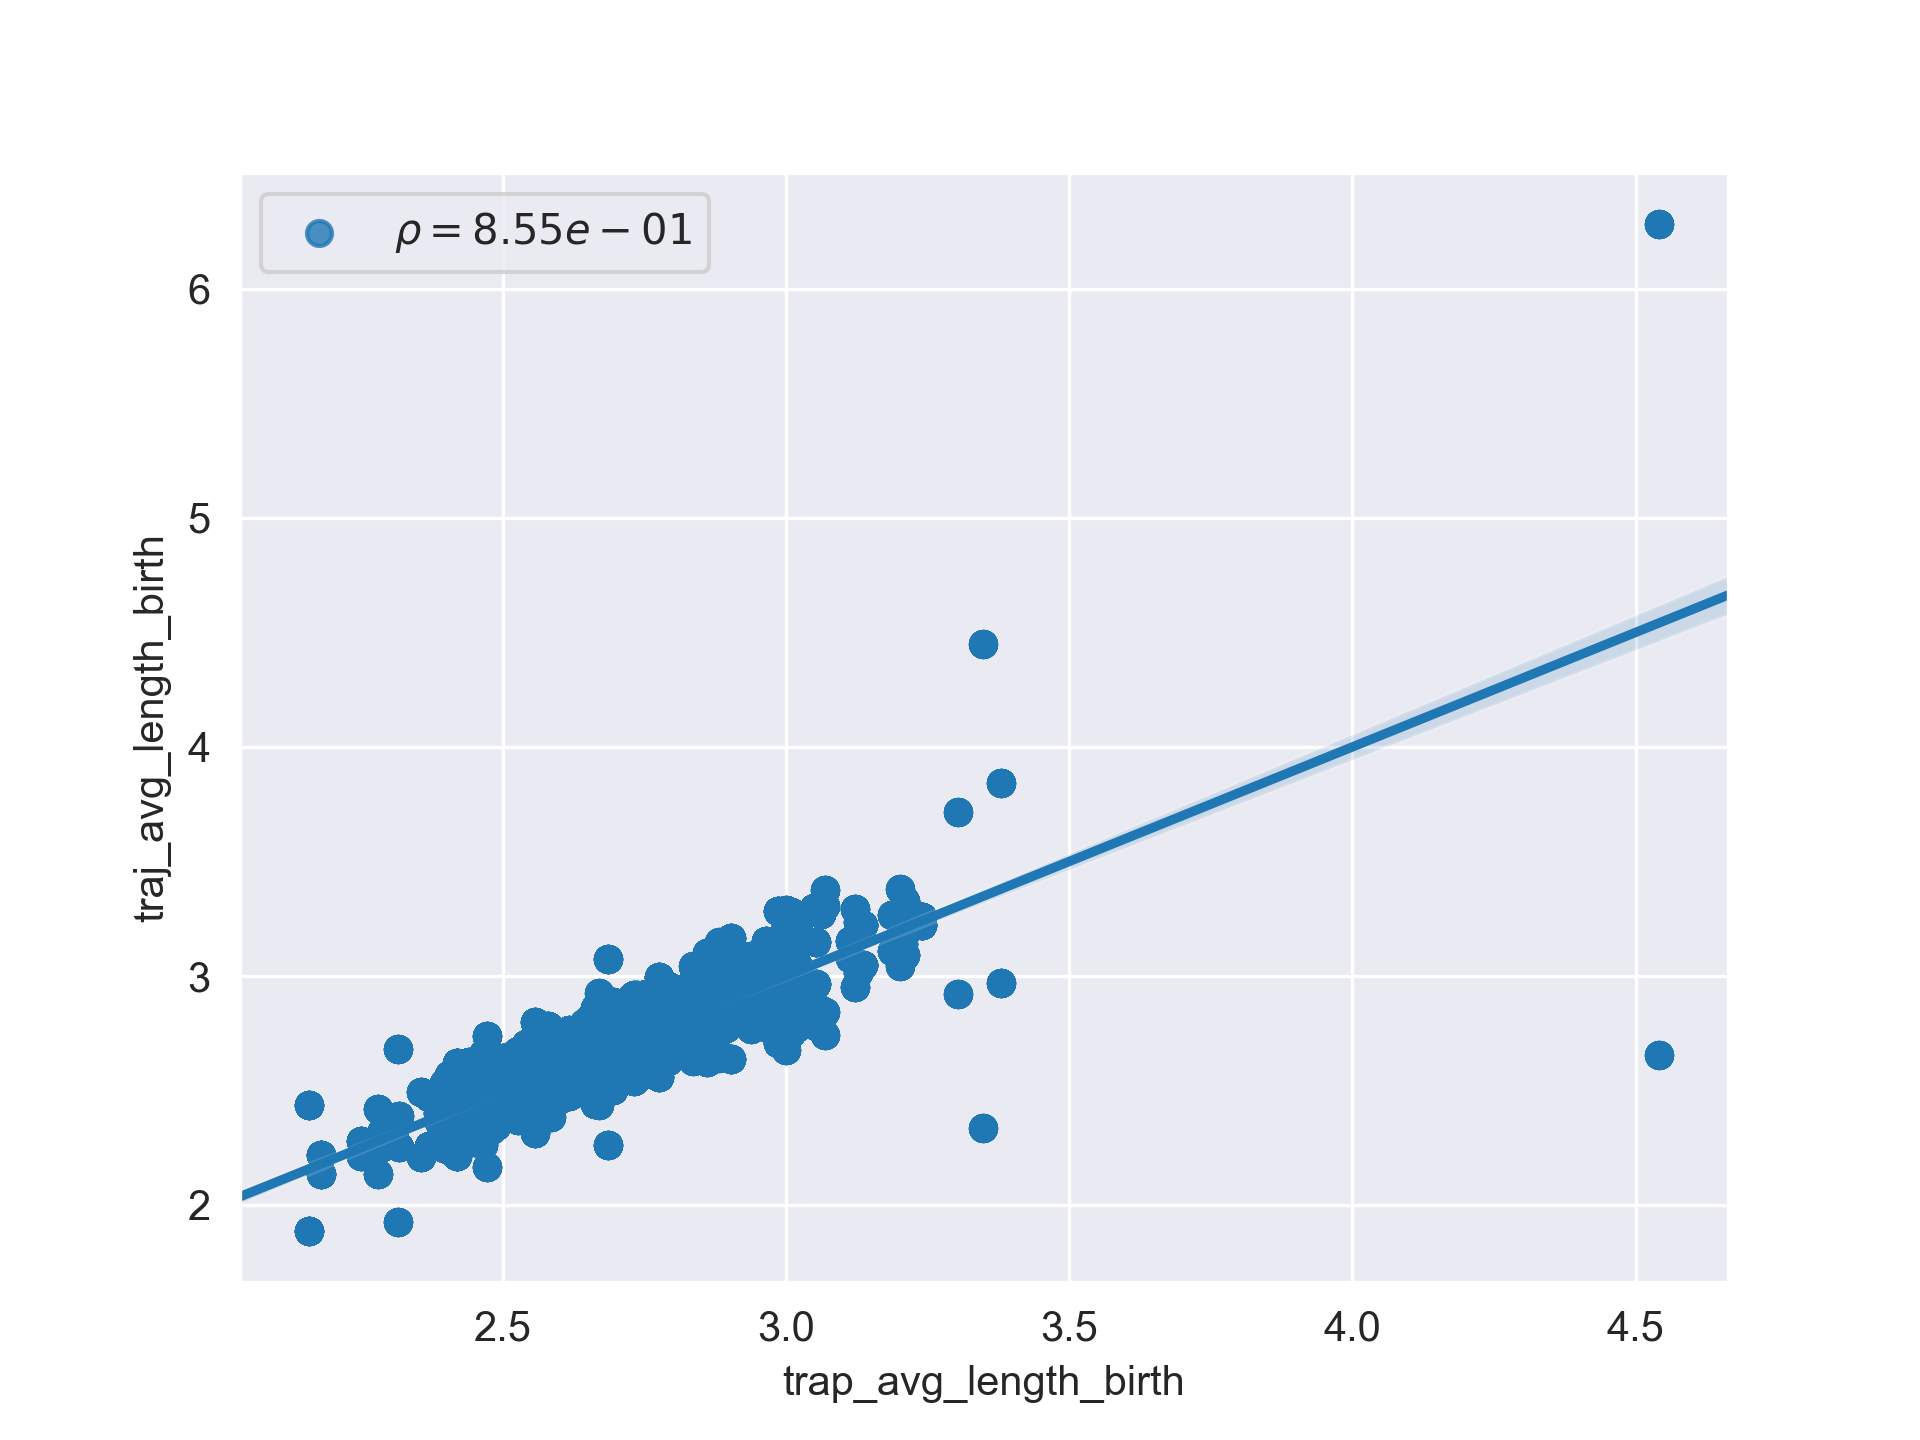 ρ = 8.55e − 01
6
5
4
3
2
traj_avg_length_birth
2.5 3.0 3.5 4.0 4.5
trap_avg_length_birth